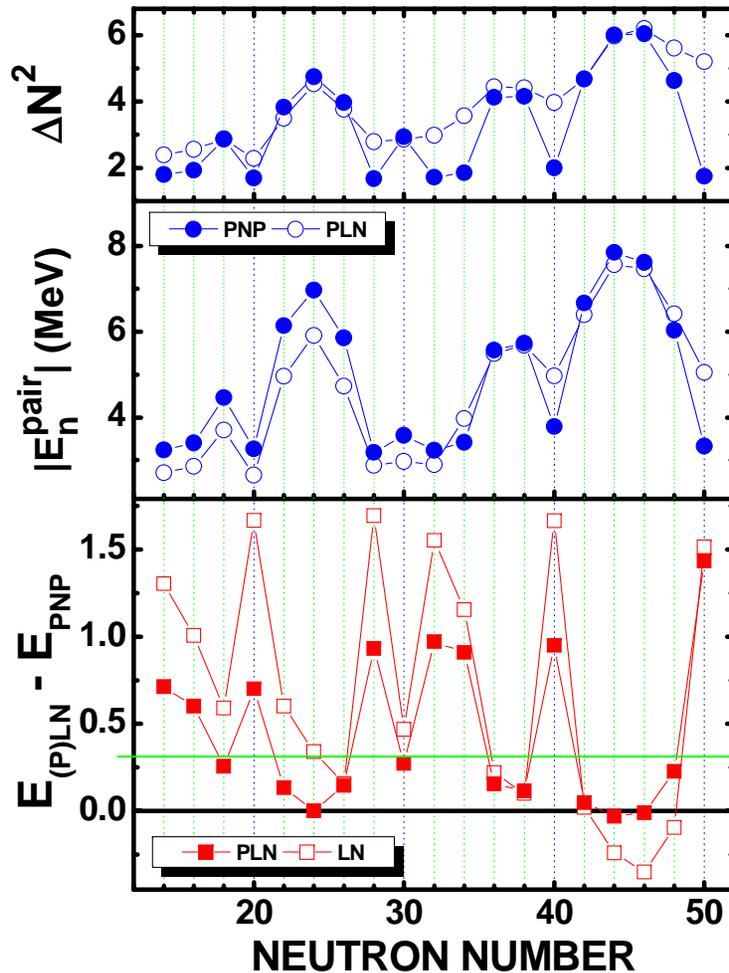 ΔN²
6
4
2
PNP PLN
|E_n^pair| (MeV)
8
6
4
E_(P)LN - E_PNP
1.5
1.0
0.5
0.0
PLN LN
20 30 40 50
NEUTRON NUMBER